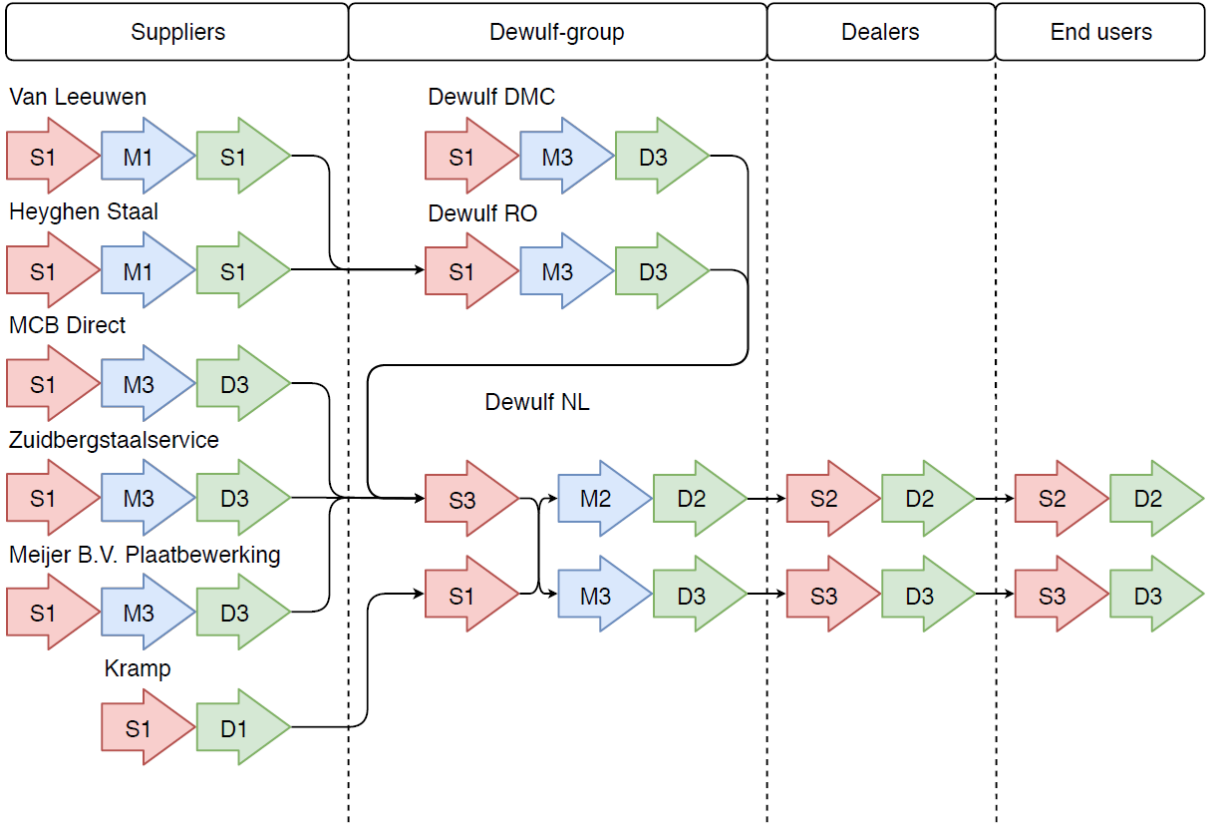 Suppliers
Dewulf-group
Dealers
End users
Van Leeuwen
S1 M1 S1
Heyghen Staal
S1 M1 S1
MCB Direct
S1 M3 D3
Zuidbergstaalservice
S1 M3 D3
Meijer B.V. Plaatbewerking
S1 M3 D3
Kramp
S1 D1
Dewulf DMC
S1 M3 D3
Dewulf RO
S1 M3 D3
Dewulf NL
S3 M2 D2
S1 M3 D3
S2 D2
S3 D3
S2 D2
S3 D3